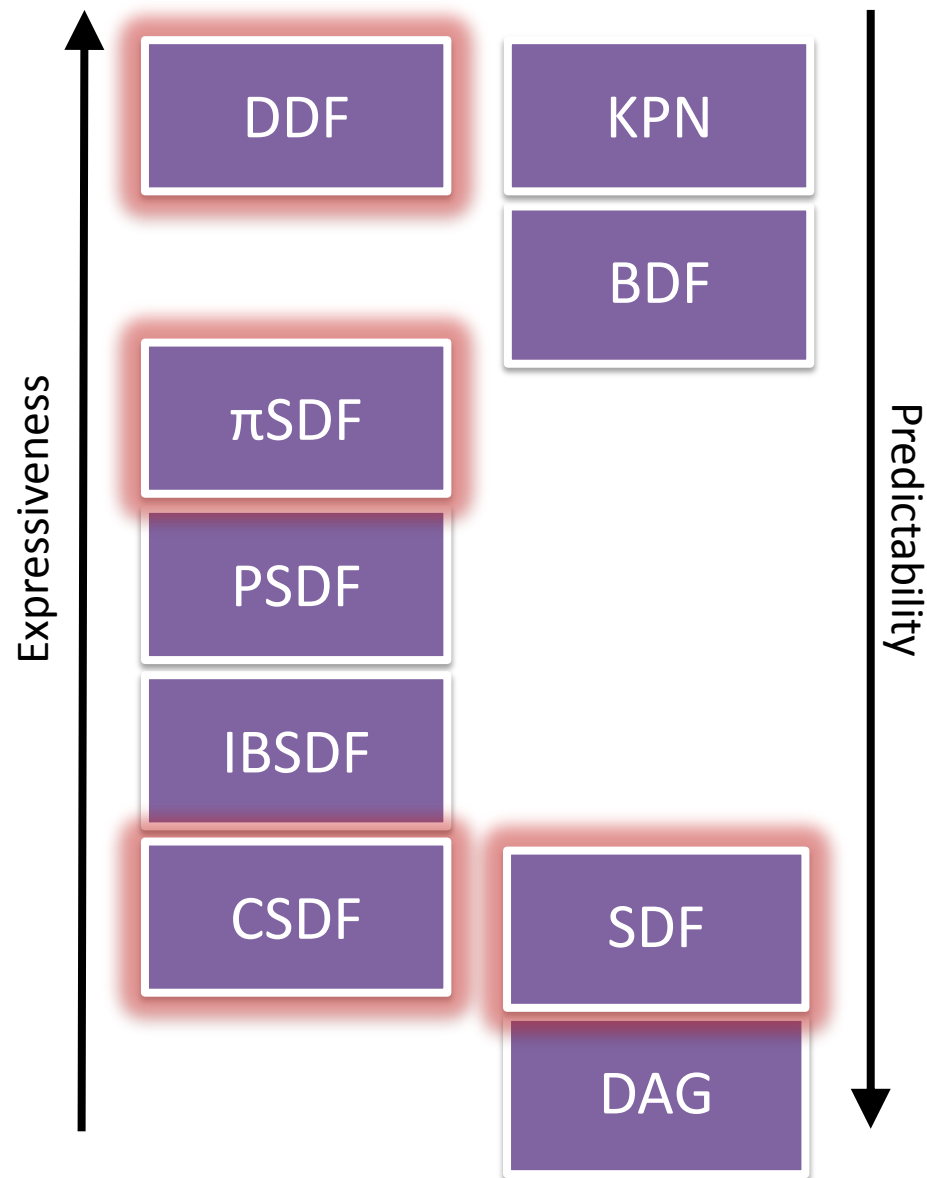 DDF
KPN
BDF
πSDF
Expressiveness
Predictability
PSDF
IBSDF
CSDF
SDF
DAG